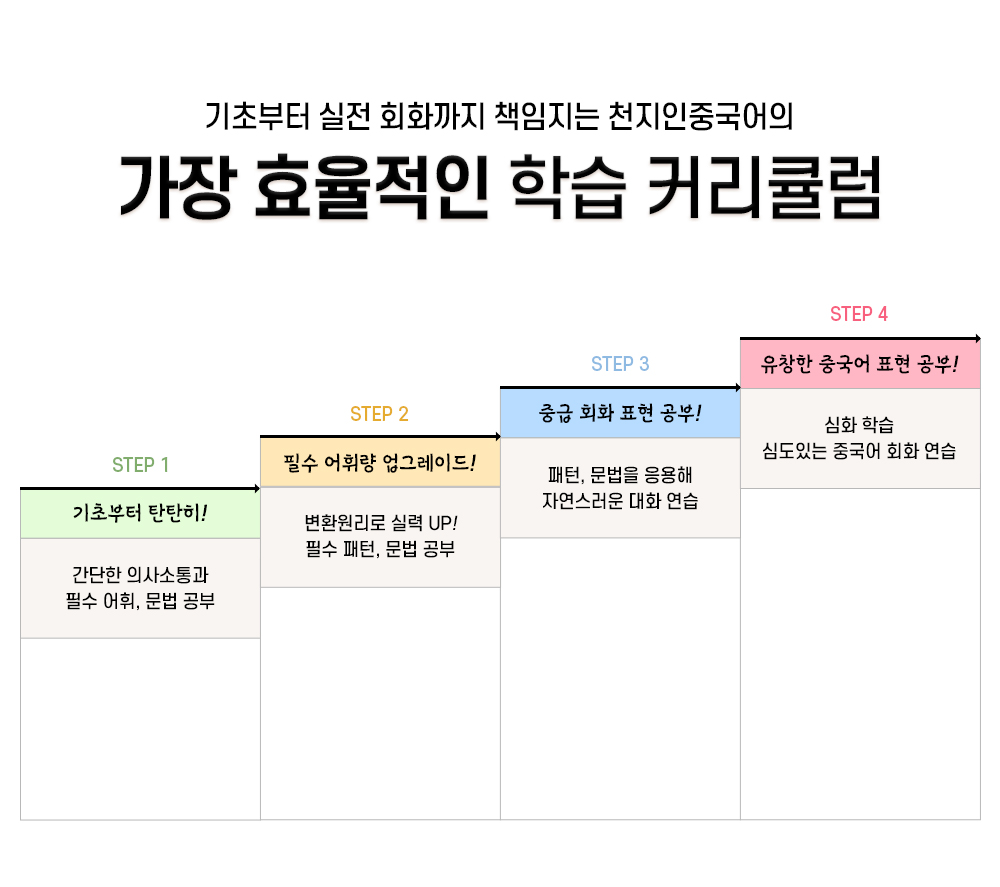 기초부터 실전 회화까지 책임지는 천지인중국어의
가장 효율적인 학습 커리큘럼
STEP 1
기초부터 탄탄히!
간단한 의사소통과
필수 어휘, 문법 공부
STEP 2
필수 어휘량 업그레이드!
변환원리로 실력 UP!
필수 패턴, 문법 공부
STEP 3
중급 회화 표현 공부!
패턴, 문법을 응용해
자연스러운 대화 연습
STEP 4
유창한 중국어 표현 공부!
심화 학습
심도있는 중국어 회화 연습